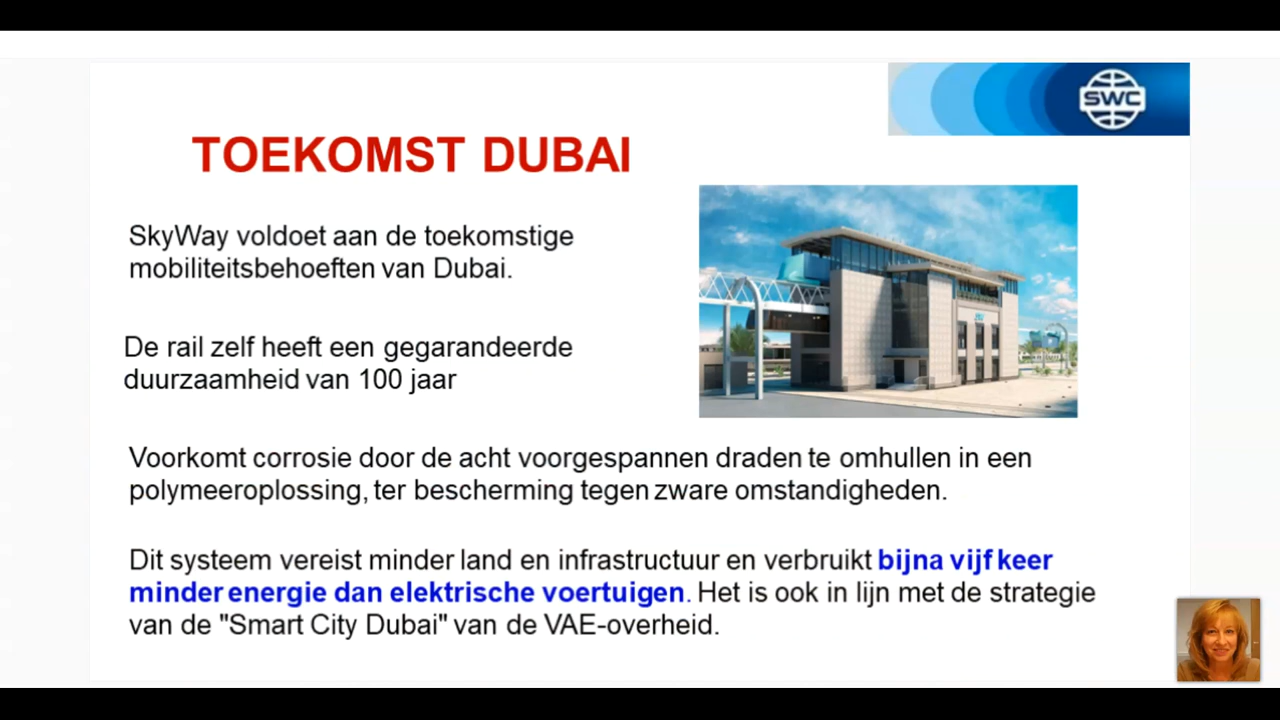 SWC
TOEKOMST DUBAI
SkyWay voldoet aan de toekomstige
mobiliteitsbehoeften van Dubai.
De rail zelf heeft een gegarandeerde
duurzaamheid van 100 jaar
Voorkomt corrosie door de acht voorgespannen draden te omhullen in een
polymeeroplossing, ter bescherming tegen zware omstandigheden.
Dit systeem vereist minder land en infrastructuur en verbruikt bijna vijf keer
minder energie dan elektrische voertuigen. Het is ook in lijn met de strategie
van de "Smart City Dubai" van de VAE-overheid.